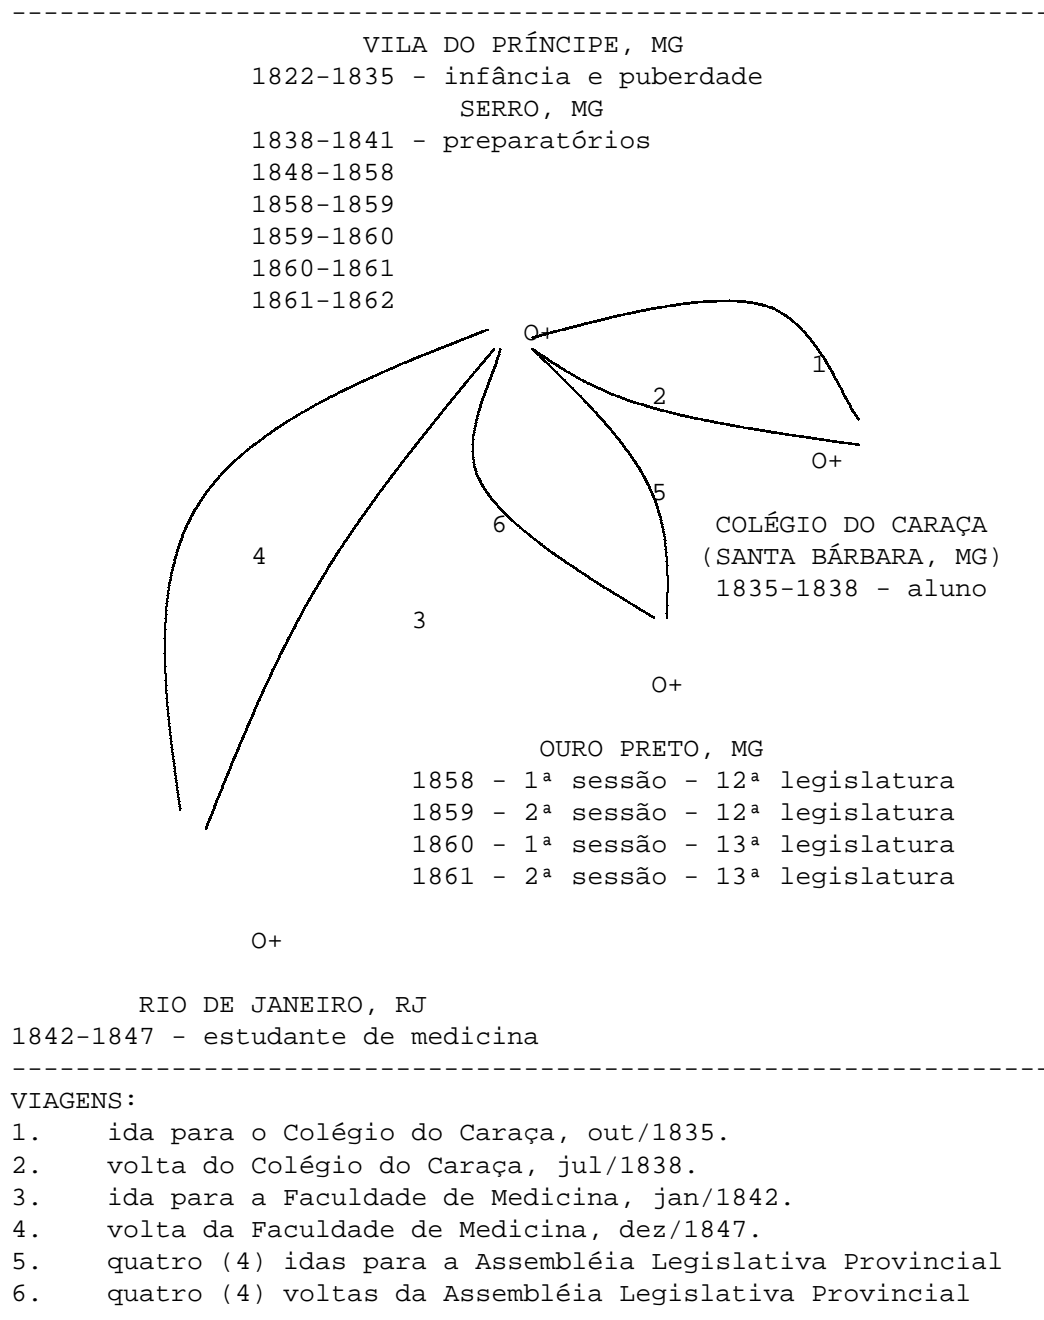 VILA DO PRÍNCIPE, MG
1822-1835 - infância e puberdade
SERRO, MG
1838-1841 - preparatórios
1848-1858
1858-1859
1859-1860
1860-1861
1861-1862
O+
1
2
O+
5
6
COLÉGIO DO CARAÇA
4
(SANTA BÁRBARA, MG)
1835-1838 - aluno
3
O+
OURO PRETO, MG
1858 - 1ª sessão - 12ª legislatura
1859 - 2ª sessão - 12ª legislatura
1860 - 1ª sessão - 13ª legislatura
1861 - 2ª sessão - 13ª legislatura
O+
RIO DE JANEIRO, RJ
1842-1847 - estudante de medicina
VIAGENS:
1. ida para o Colégio do Caraça, out/1835.
2. volta do Colégio do Caraça, jul/1838.
3. ida para a Faculdade de Medicina, jan/1842.
4. volta da Faculdade de Medicina, dez/1847.
5. quatro (4) idas para a Assembléia Legislativa Provincial
6. quatro (4) voltas da Assembléia Legislativa Provincial